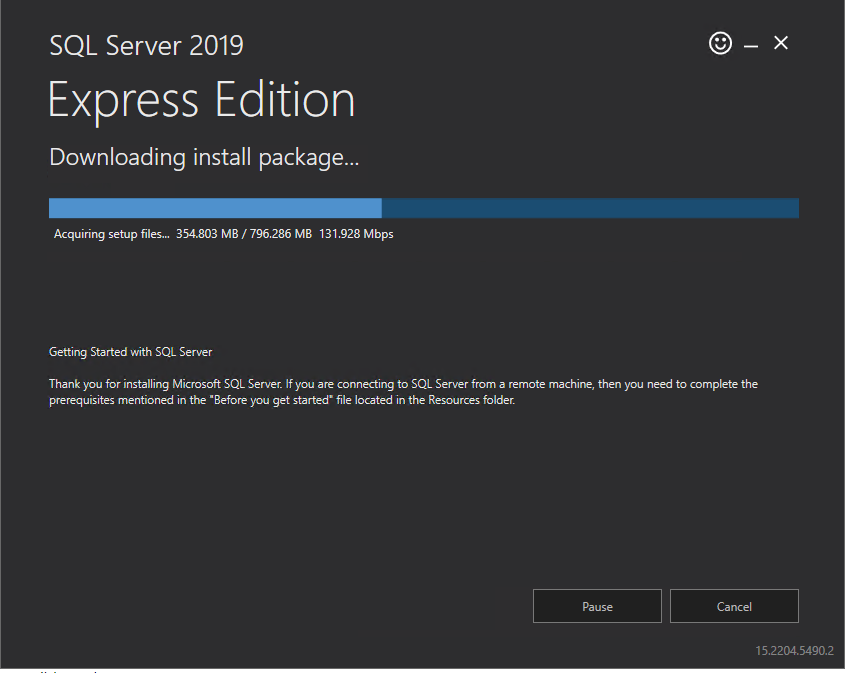 SQL Server 2019
Express Edition
Downloading install package...
Acquiring setup files... 354.803 MB / 796.286 MB 131.928 Mbps
Getting Started with SQL Server
Thank you for installing Microsoft SQL Server. If you are connecting to SQL Server from a remote machine, then you need to complete the
prerequisites mentioned in the "Before you get started" file located in the Resources folder.
Pause
Cancel
15.2204.5490.2